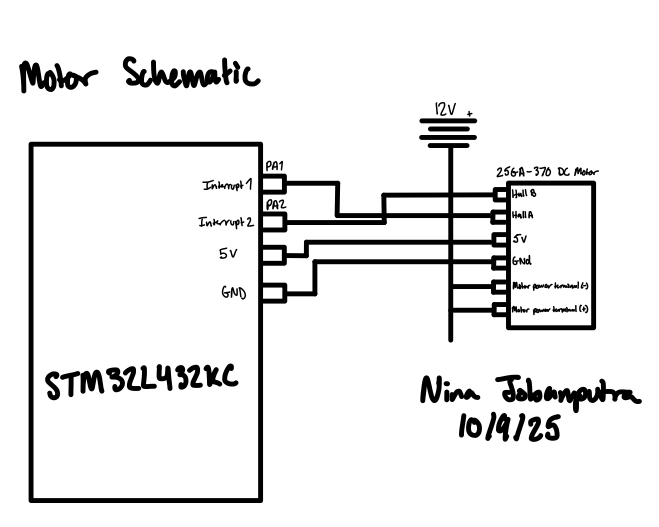 Motor Schematic
12V +
25GA-370 DC Motor
PA1
Interrupt 1
PA2
Interrupt 2
5V
GND
STM32L432KC
Hall B
Hall A
5V
GNd
Motor power terminal (-)
Motor power terminal (+)
Nina Jobanputra
10/9/25